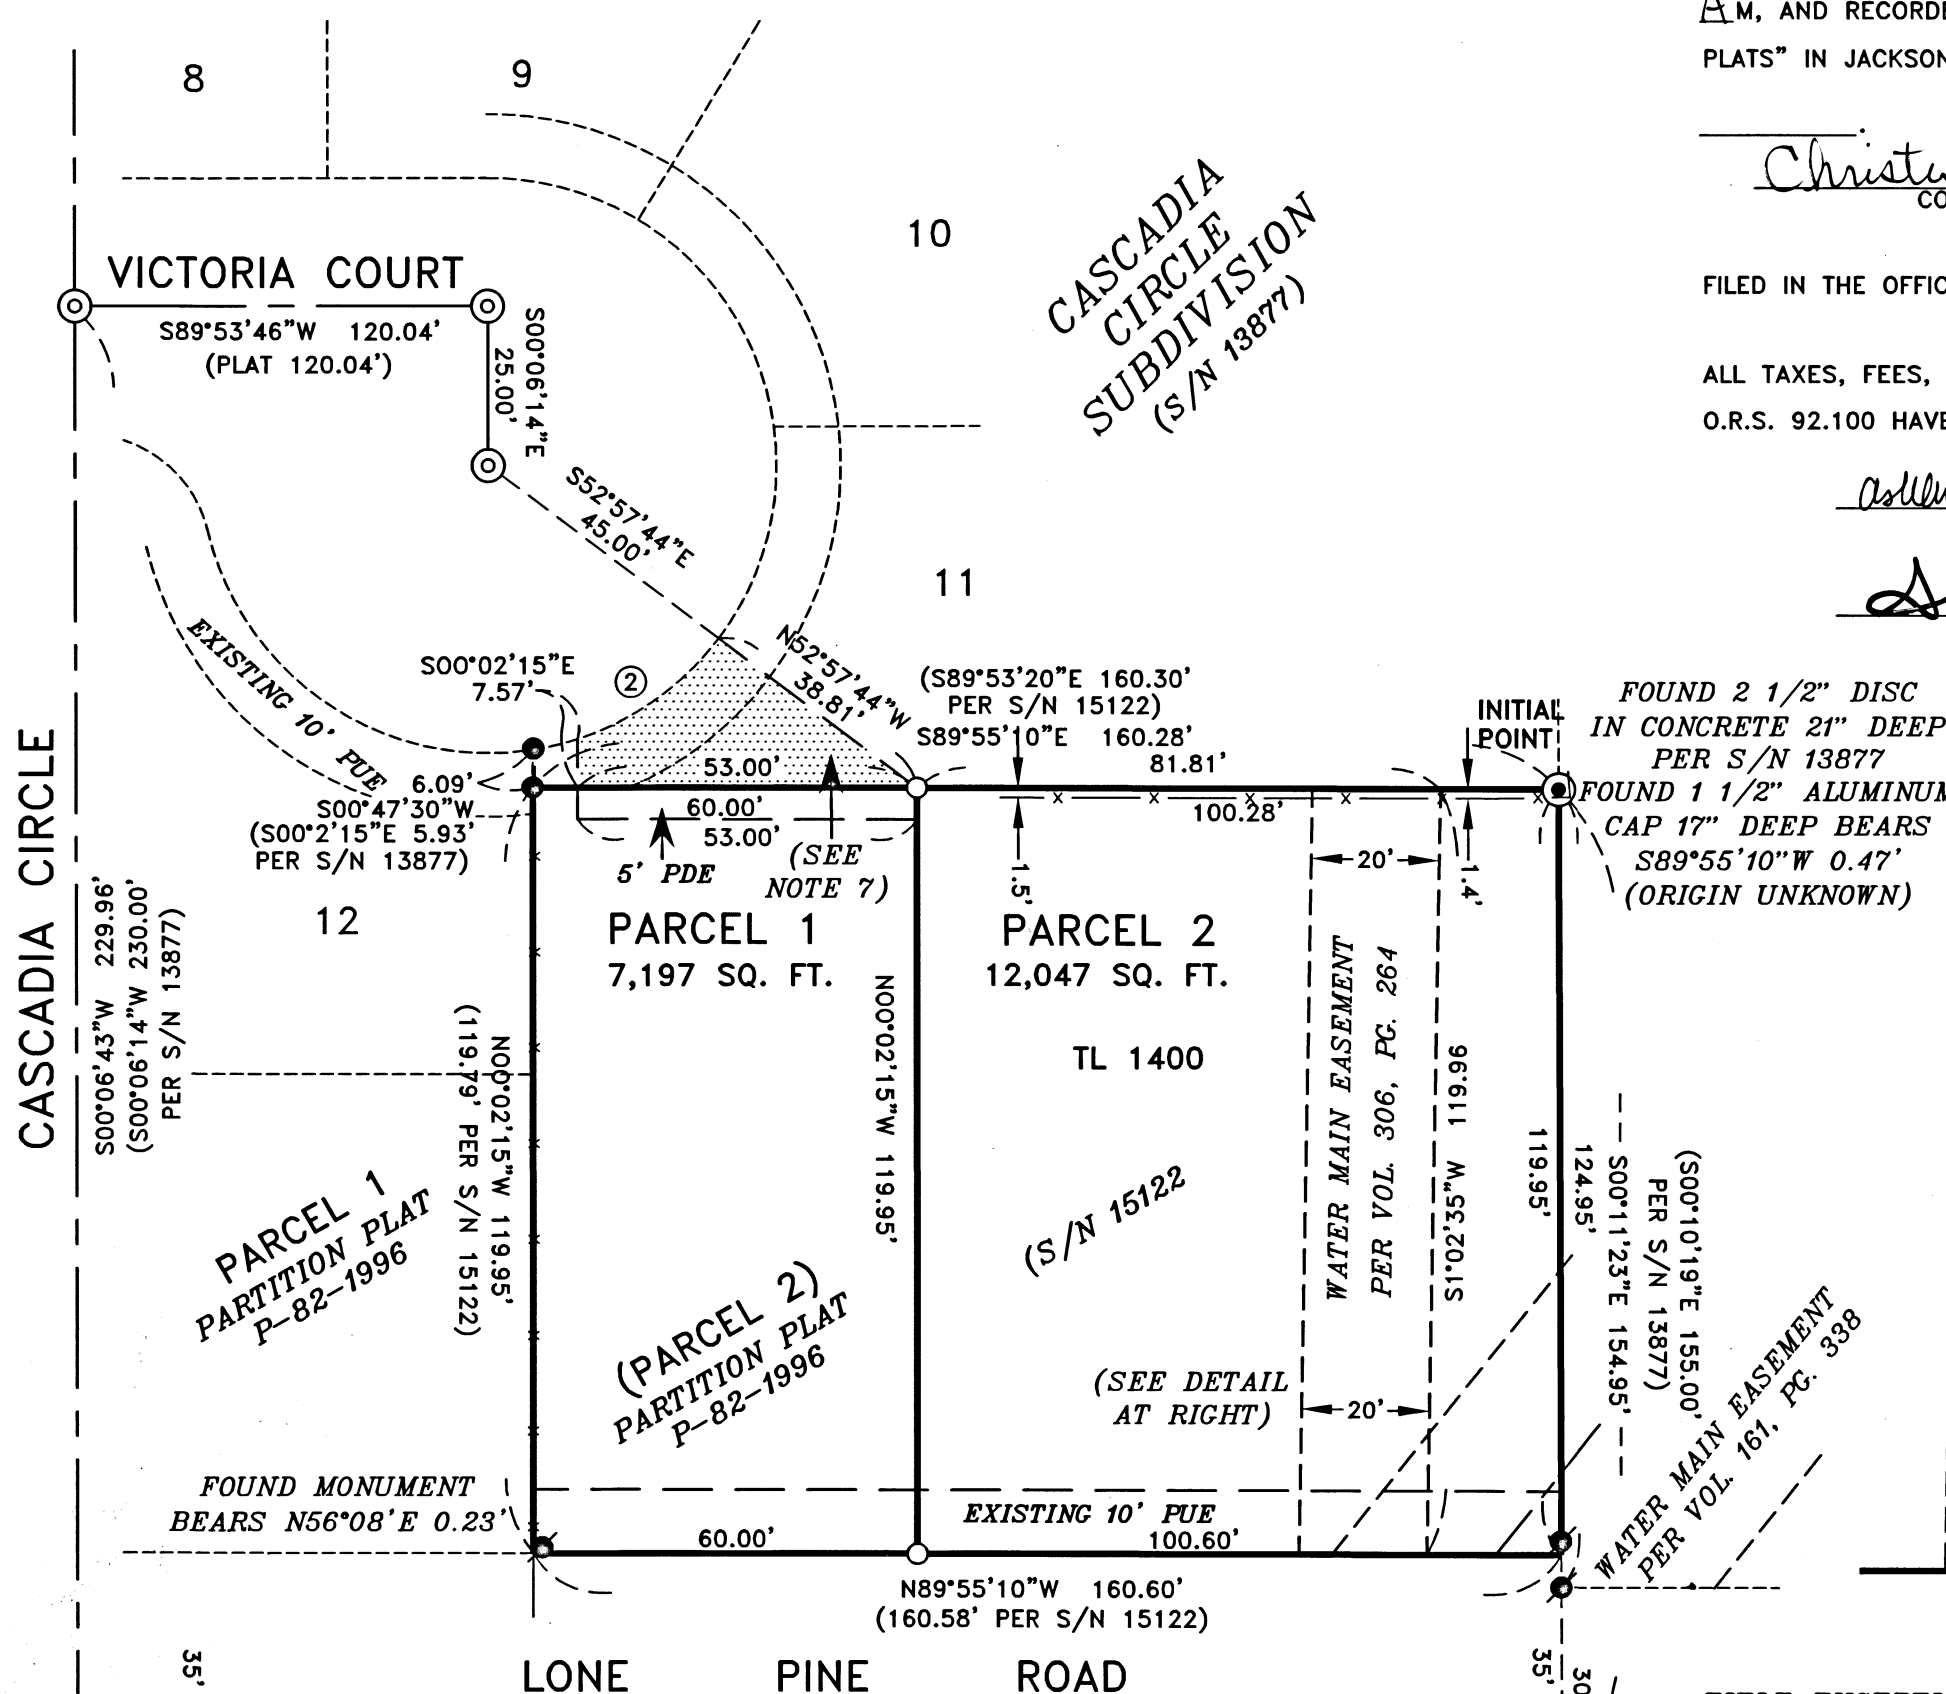 AM, AND RECORDE
PLATS" IN JACKSON
CO
FILED IN THE OFFIC
ALL TAXES, FEES,
O.R.S. 92.100 HAVE
8
9
10
11
12
VICTORIA COURT
S89°53'46"W 120.04'
(PLAT 120.04')
S00°06'14"E
25.00'
S52°57'44"E
45.00'
CASCADIA
CIRCLE
SUBDIVISION
(S/N 13877)
EXISTING 10' PUE
S00°02'15"E
7.57'
2
N52°57'44"W
38.81'
(S89°53'20"E 160.30'
PER S/N 15122)
S89°55'10"E 160.28'
81.81'
INITIAL
POINT
FOUND 2 1/2" DISC
IN CONCRETE 21" DEEP
PER S/N 13877
FOUND 1 1/2" ALUMINUM
CAP 17" DEEP BEARS
S89°55'10"W 0.47'
(ORIGIN UNKNOWN)
6.09'
S00°47'30"W
(S00°2'15"E 5.93'
PER S/N 13877)
53.00'
60.00'
53.00'
5' PDE
(SEE
NOTE 7)
100.28'
1.5'
20'
1.4'
CASCADIA CIRCLE
S00°06'43"W 229.96'
(S00°06'14"W 230.00'
PER S/N 13877)
PARCEL 1
7,197 SQ. FT.
PARCEL 2
12,047 SQ. FT.
TL 1400
(S/N 15122
N00°02'15"W 119.95'
(119.79' PER S/N 15122)
N00°02'15"W 119.95'
WATER MAIN EASEMENT
PER VOL. 306, PG. 264
S1°02'35"W 119.96
119.95'
124.95'
S00°11'23"E 154.95'
(S00°10'19"E 155.00'
PER S/N 13877)
PARCEL 1
PARTITION PLAT
P-82-1996
(PARCEL 2)
PARTITION PLAT
P-82-1996
(SEE DETAIL
AT RIGHT)
20'
WATER MAIN EASEMENT
PER VOL. 161, PG. 338
FOUND MONUMENT
BEARS N56°08'E 0.23'
EXISTING 10' PUE
60.00'
100.60'
N89°55'10"W 160.60'
(160.58' PER S/N 15122)
35'
LONE PINE ROAD
35'
30